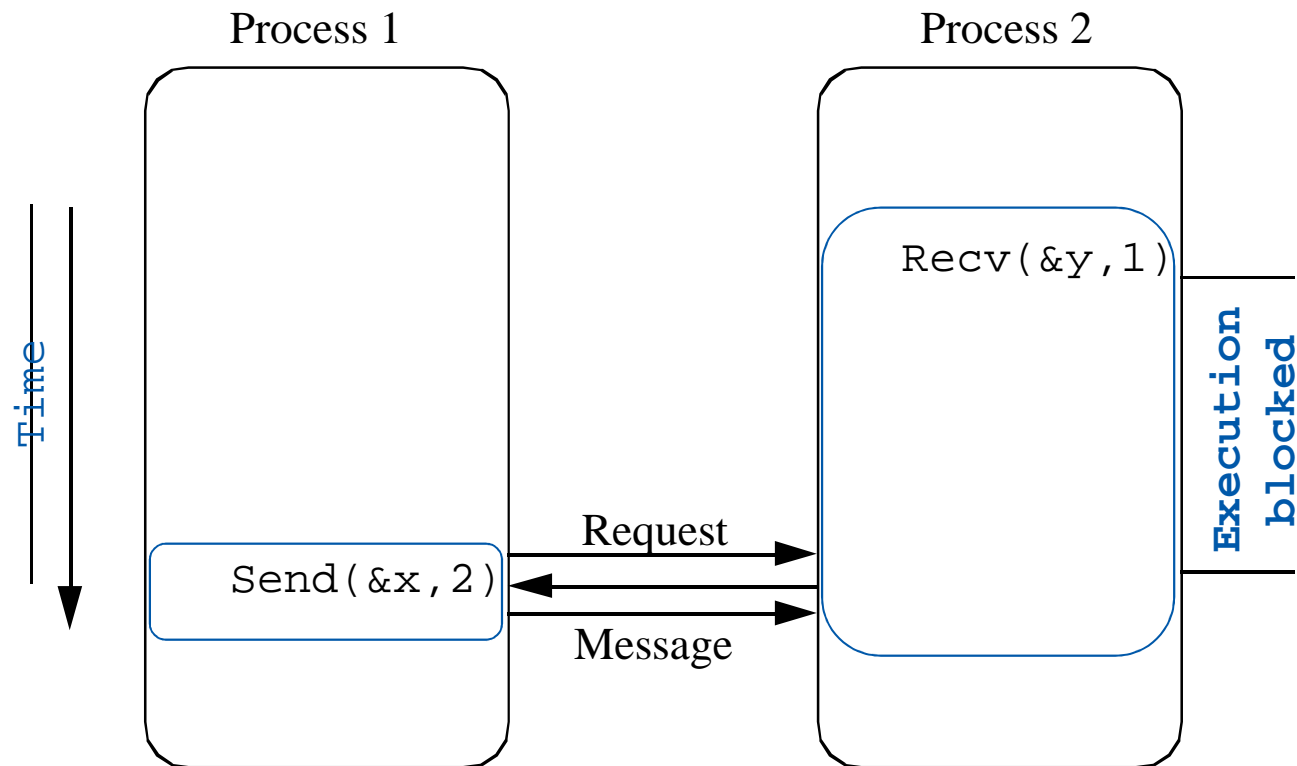 Process 1
Process 2
Recv(&y,1)
Time
Execution
blocked
Request
Send(&x,2)
Message